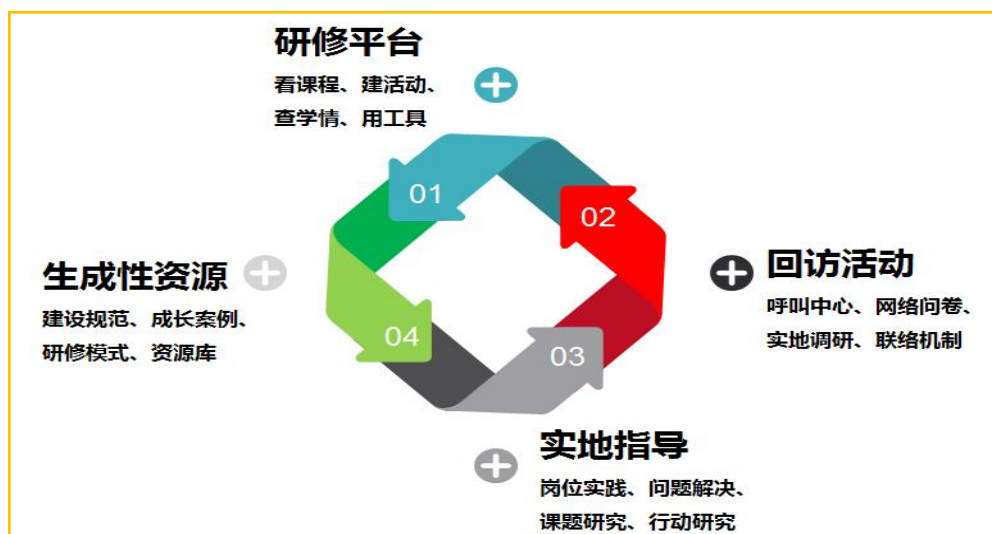 研修平台
看课程、建活动、
查学情、用工具
01
02
生成性资源
建设规范、成长案例、
研修模式、资源库
回访活动
呼叫中心、网络问卷、
实地调研、联络机制
04
03
实地指导
岗位实践、问题解决、
课题研究、行动研究